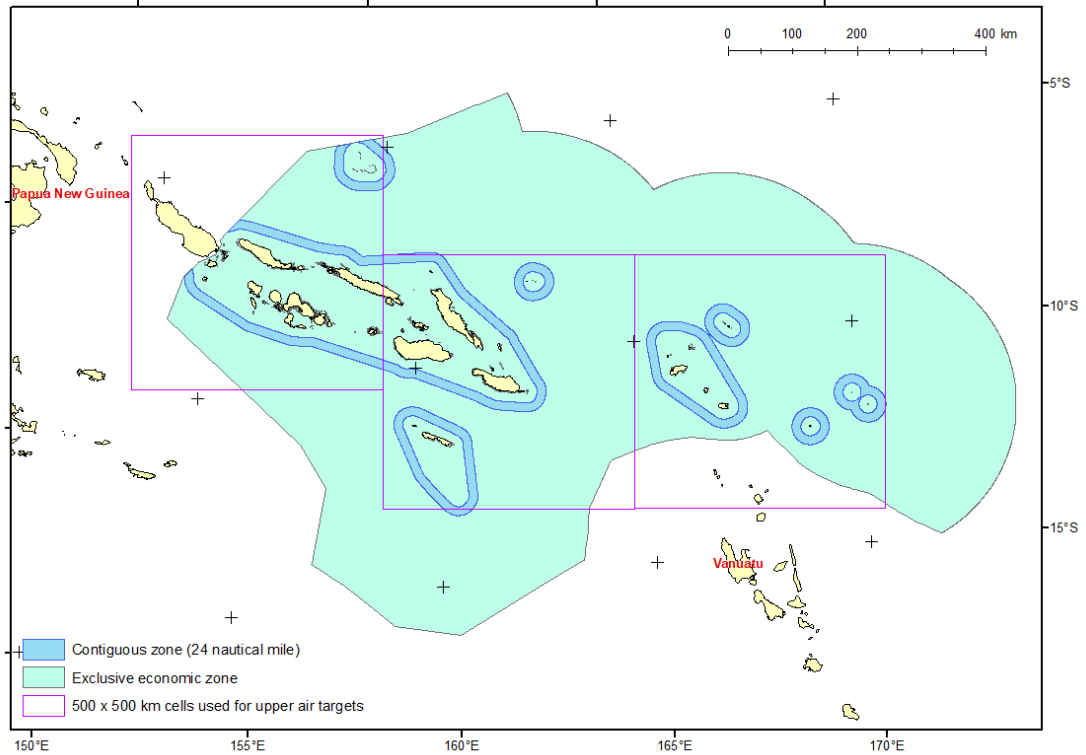 0 100 200 400 km
5°S
Papua New Guinea
10°S
15°S
Vanuatu
Contiguous zone (24 nautical mile)
Exclusive economic zone
500 x 500 km cells used for upper air targets
150°E 155°E 160°E 165°E 170°E